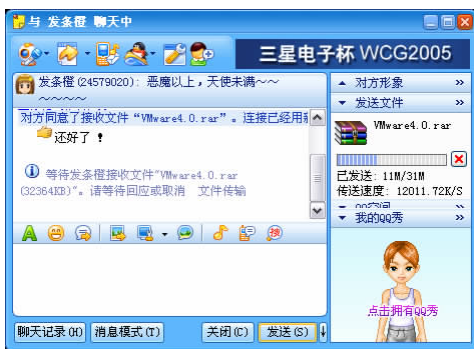 与 发条橙 聊天中
三星电子杯 WCG2005
发条橙(24579020): 恶魔以上，天使未满~~
~~~~~
对方同意了接收文件“VMware4.0.rar”。连接已经用
还好了 ！
等待发条橙接收文件"VMware4.0.rar
(32364KB)"。请等待回应或取消 文件传输
对方形象
发送文件
VMware4.0.rar
已发送: 11M/31M
传送速度: 12011.72K/S
我的QQ秀
点击拥有QQ秀
聊天记录(H)
消息模式(T)
关闭(C)
发送(S)